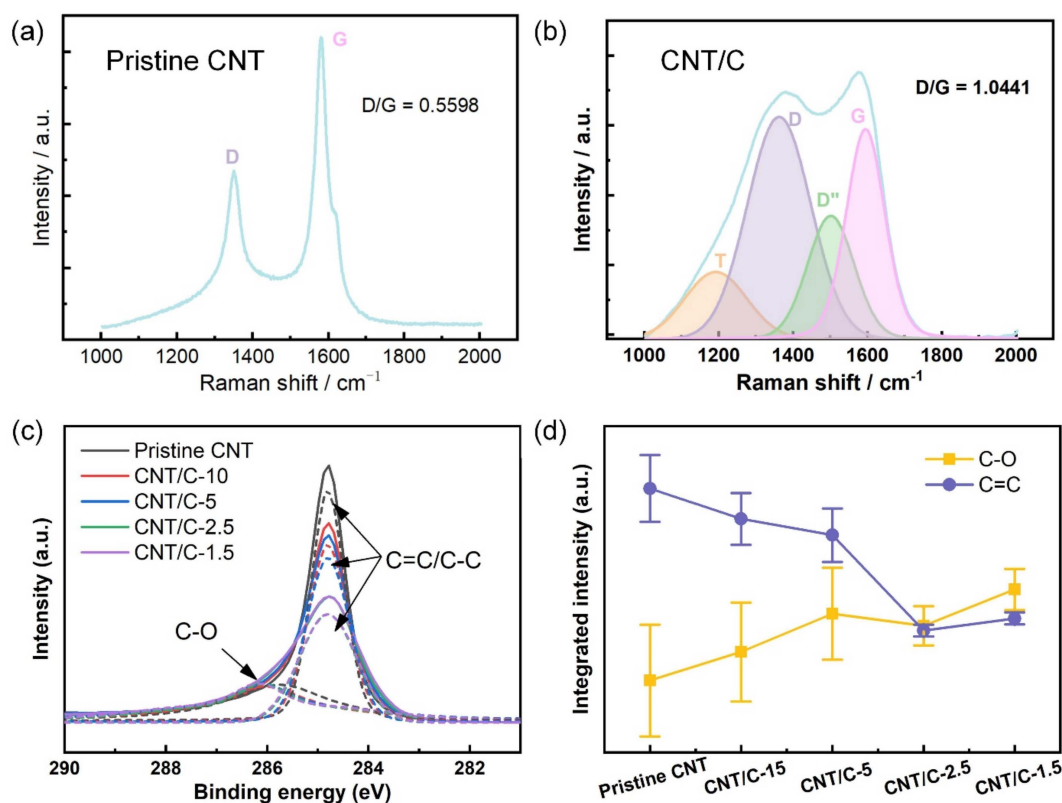 (a)
Pristine CNT
G
D/G = 0.5598
D
Intensity / a.u.
1000 1200 1400 1600 1800 2000
Raman shift / cm⁻¹
(b)
CNT/C
D/G = 1.0441
D
G
D"
T
Intensity / a.u.
1000 1200 1400 1600 1800 2000
Raman shift / cm⁻¹
(c)
Pristine CNT
CNT/C-10
CNT/C-5
CNT/C-2.5
CNT/C-1.5
C=C/C-C
C-O
Intensity (a.u.)
290 288 286 284 282
Binding energy (eV)
(d)
C-O
C=C
Integrated intensity (a.u.)
Pristine CNT
CNT/C-15
CNT/C-5
CNT/C-2.5
CNT/C-1.5